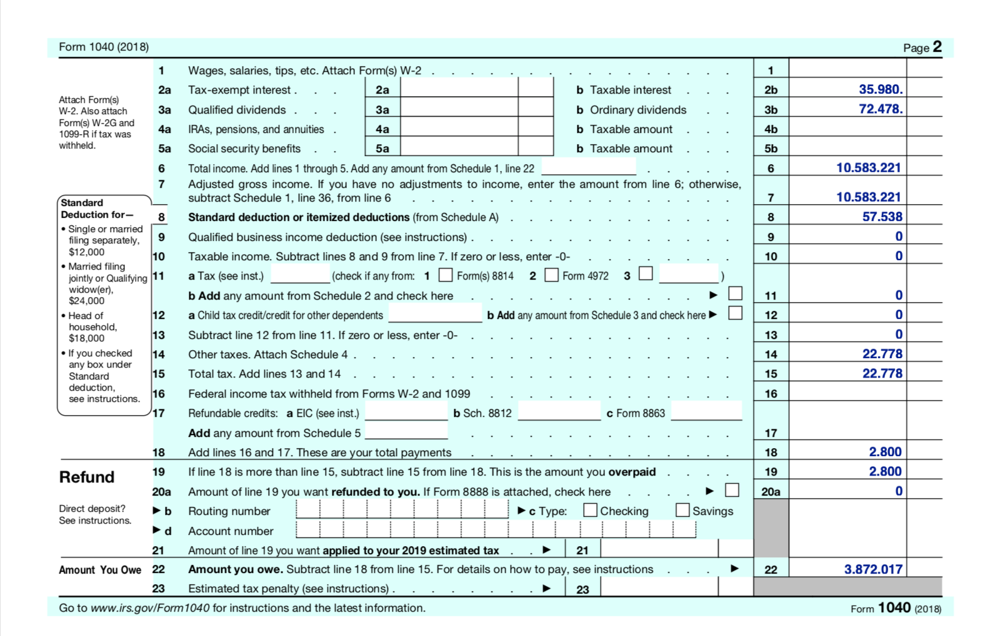 Form 1040 (2018) Page 2
1 Wages, salaries, tips, etc. Attach Form(s) W-2 . . . . . . . . . . . . 1
2a Tax-exempt interest . . . 2a b Taxable interest . . . 2b 35.980.
3a Qualified dividends . . . 3a b Ordinary dividends . . 3b 72.478.
4a IRAs, pensions, and annuities . 4a b Taxable amount . . . 4b
5a Social security benefits . . 5a b Taxable amount . . . 5b
Attach Form(s)
W-2. Also attach
Form(s) W-2G and
1099-R if tax was
withheld.
6 Total income. Add lines 1 through 5. Add any amount from Schedule 1, line 22 . . . . 6 10.583.221
7 Adjusted gross income. If you have no adjustments to income, enter the amount from line 6; otherwise,
subtract Schedule 1, line 36, from line 6 . . . . . . . . . . . . . 7 10.583.221
8 Standard deduction or itemized deductions (from Schedule A) . . . . . . . . . 8 57.538
9 Qualified business income deduction (see instructions) . . . . . . . . . . . 9 0
10 Taxable income. Subtract lines 8 and 9 from line 7. If zero or less, enter -0- . . . . . . 10 0
11 a Tax (see inst.) (check if any from: 1 Form(s) 8814 2 Form 4972 3 )
b Add any amount from Schedule 2 and check here . . . . . . . . . ▶ 11 0
12 a Child tax credit/credit for other dependents b Add any amount from Schedule 3 and check here ▶ 12 0
13 Subtract line 12 from line 11. If zero or less, enter -0- . . . . . . . . . . . 13 0
14 Other taxes. Attach Schedule 4 . . . . . . . . . . . . . . . 14 22.778
15 Total tax. Add lines 13 and 14 . . . . . . . . . . . . . . . 15 22.778
16 Federal income tax withheld from Forms W-2 and 1099 . . . . . . . . . . 16
17 Refundable credits: a EIC (see inst.) b Sch. 8812 c Form 8863
Add any amount from Schedule 5 . . . . . . . . . . . 17
18 Add lines 16 and 17. These are your total payments . . . . . . . . . . . 18 2.800
Standard
Deduction for—
• Single or married
filing separately,
$12,000
• Married filing
jointly or Qualifying
widow(er),
$24,000
• Head of
household,
$18,000
• If you checked
any box under
Standard
deduction,
see instructions.
Refund
19 If line 18 is more than line 15, subtract line 15 from line 18. This is the amount you overpaid . . . . 19 2.800
20a Amount of line 19 you want refunded to you. If Form 8888 is attached, check here . . . . ▶ 20a 0
Direct deposit?
See instructions.
▶ b Routing number ▶ c Type: Checking Savings
▶ d Account number
21 Amount of line 19 you want applied to your 2019 estimated tax . . ▶ 21
Amount You Owe 22 Amount you owe. Subtract line 18 from line 15. For details on how to pay, see instructions . . . ▶ 22 3.872.017
23 Estimated tax penalty (see instructions) . . . . . . . ▶ 23
Go to www.irs.gov/Form1040 for instructions and the latest information. Form 1040 (2018)